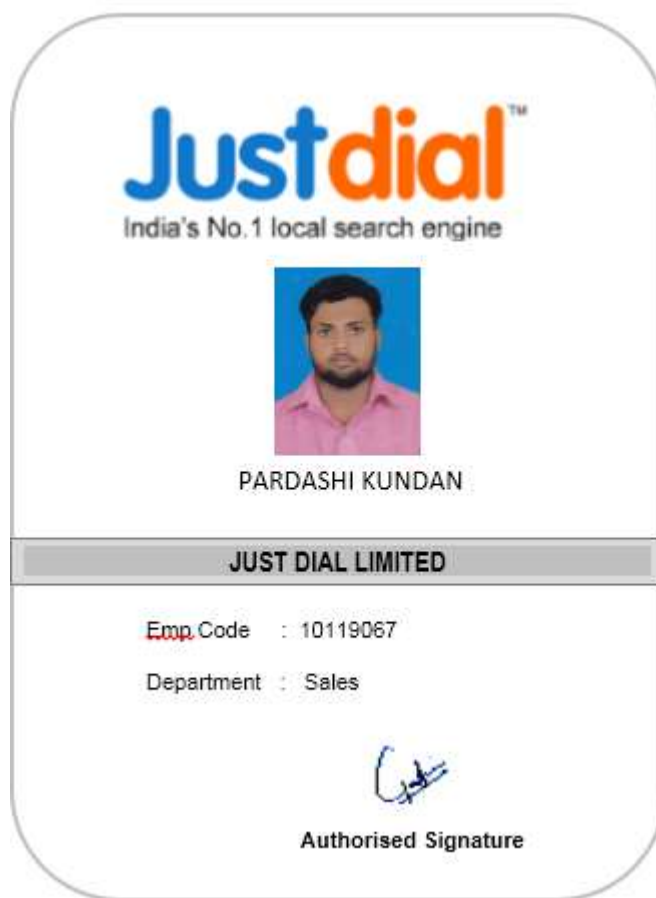 Justdial™
India's No.1 local search engine
PARDASHI KUNDAN
JUST DIAL LIMITED
Emp.Code : 10119067
Department : Sales
Authorised Signature